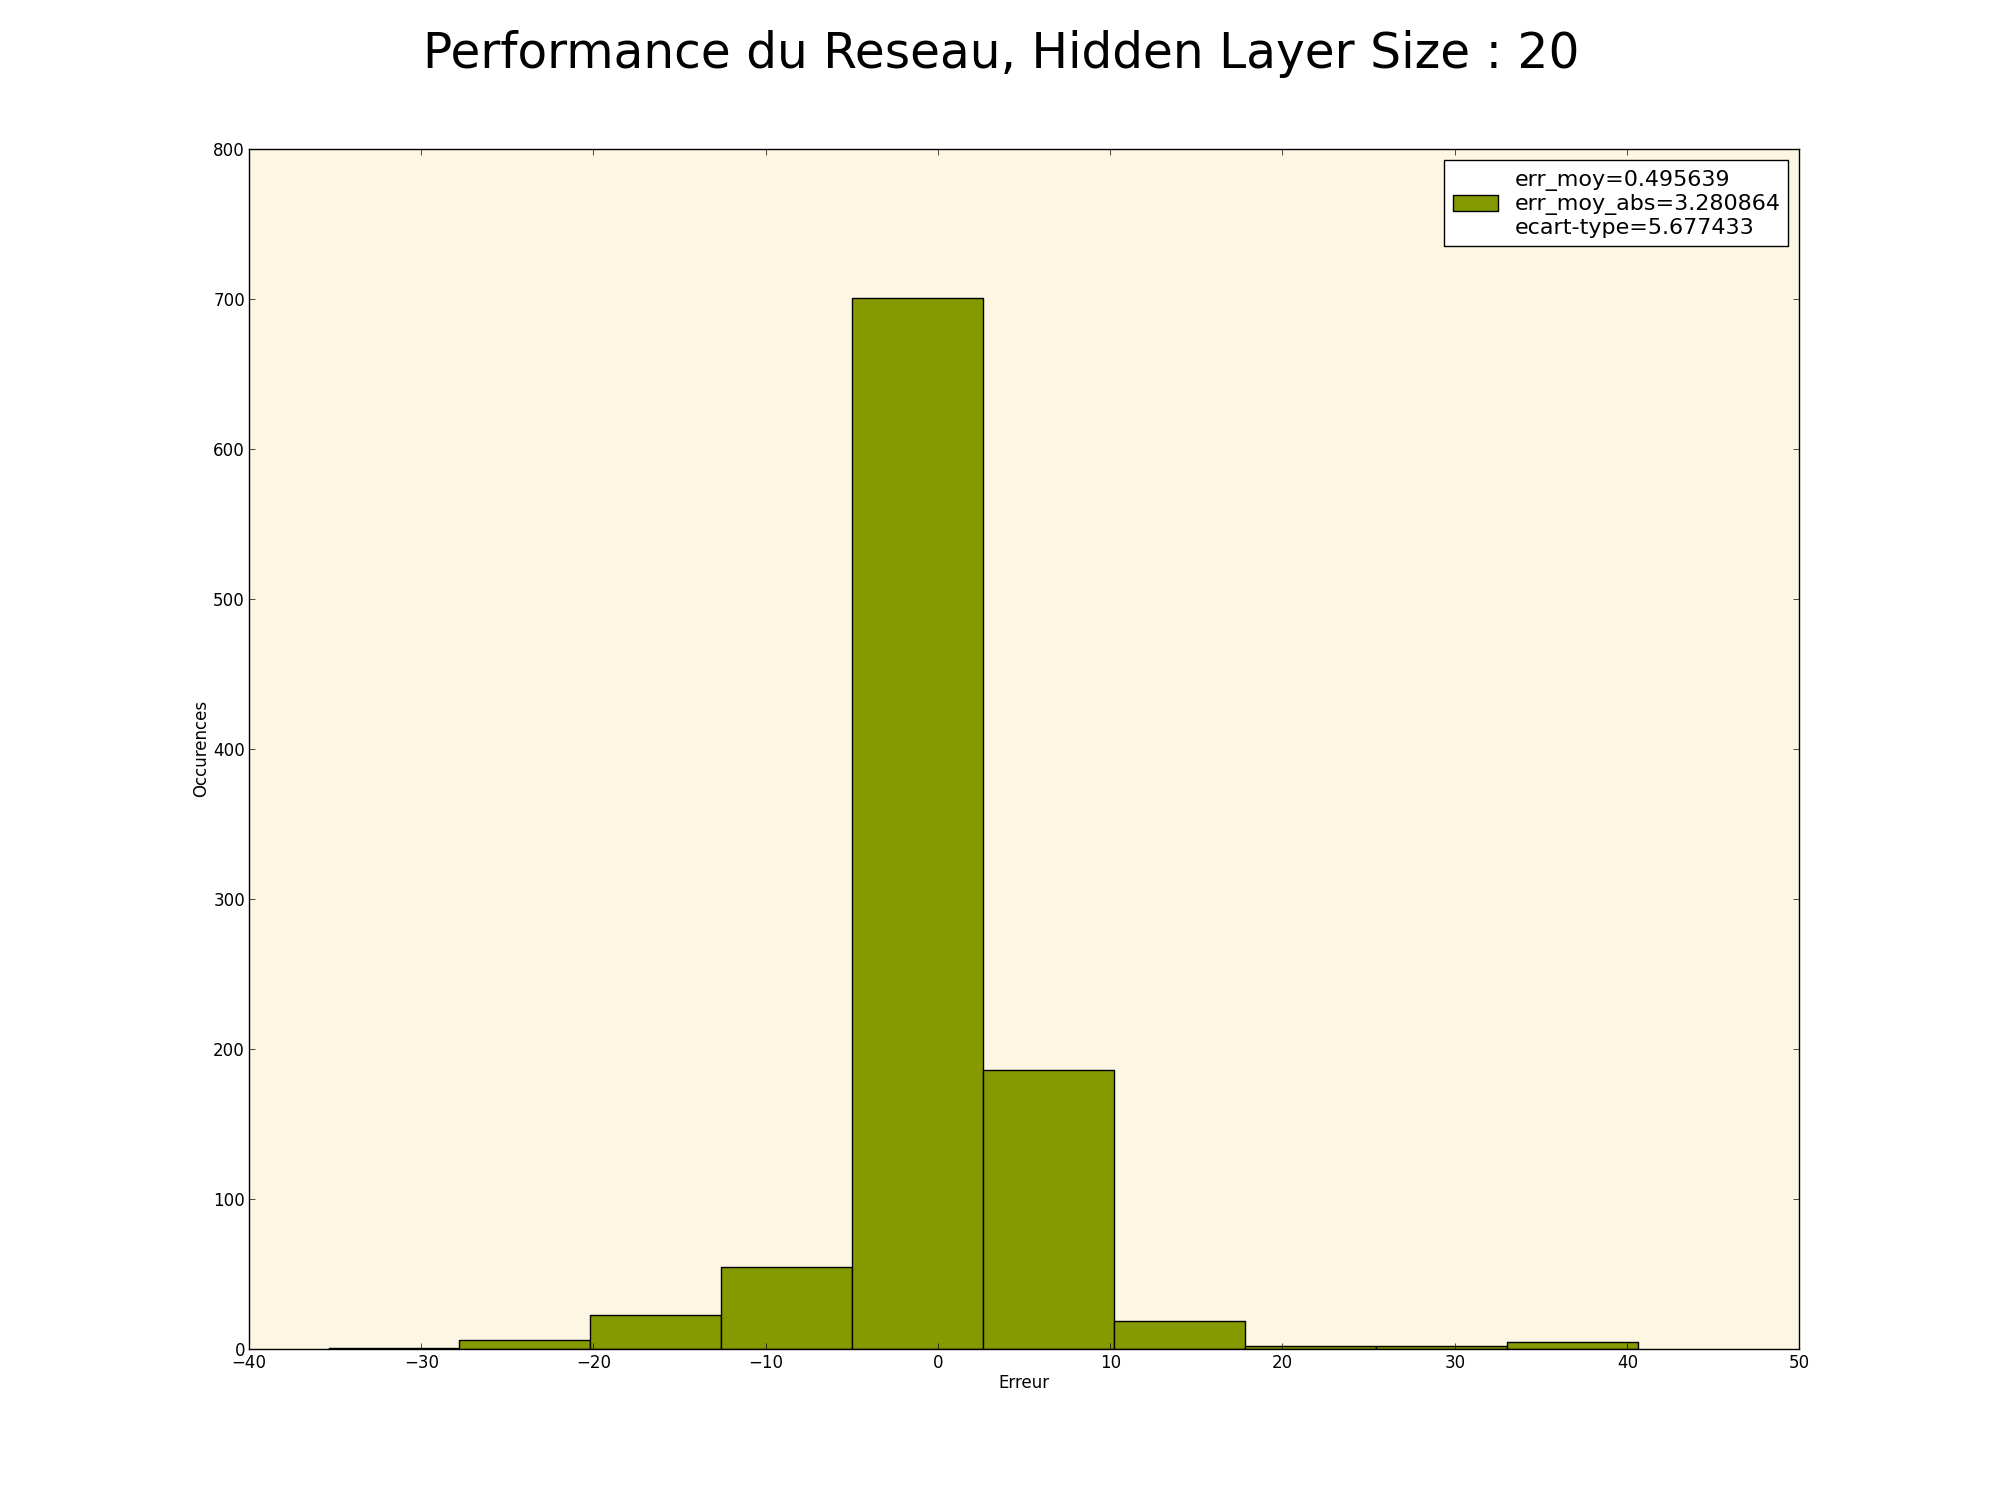 Performance du Reseau, Hidden Layer Size : 20
err_moy=0.495639
err_moy_abs=3.280864
ecart-type=5.677433
800
700
600
500
400
300
200
100
0
Occurences
−40 −30 −20 −10 0 10 20 30 40 50
Erreur